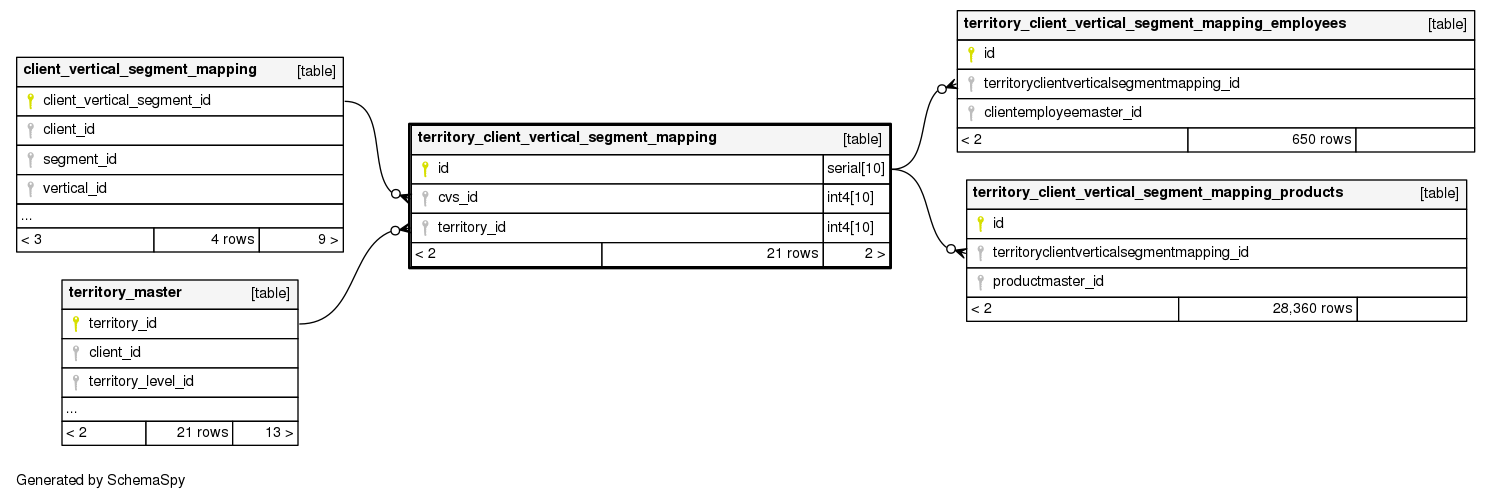 client_vertical_segment_mapping [table]
client_vertical_segment_id
client_id
segment_id
vertical_id
...
< 3 4 rows 9 >
territory_master [table]
territory_id
client_id
territory_level_id
...
< 2 21 rows 13 >
territory_client_vertical_segment_mapping [table]
id serial[10]
cvs_id int4[10]
territory_id int4[10]
< 2 21 rows 2 >
territory_client_vertical_segment_mapping_employees [table]
id
territoryclientverticalsegmentmapping_id
clientemployeemaster_id
< 2 650 rows
territory_client_vertical_segment_mapping_products [table]
id
territoryclientverticalsegmentmapping_id
productmaster_id
< 2 28,360 rows
Generated by SchemaSpy